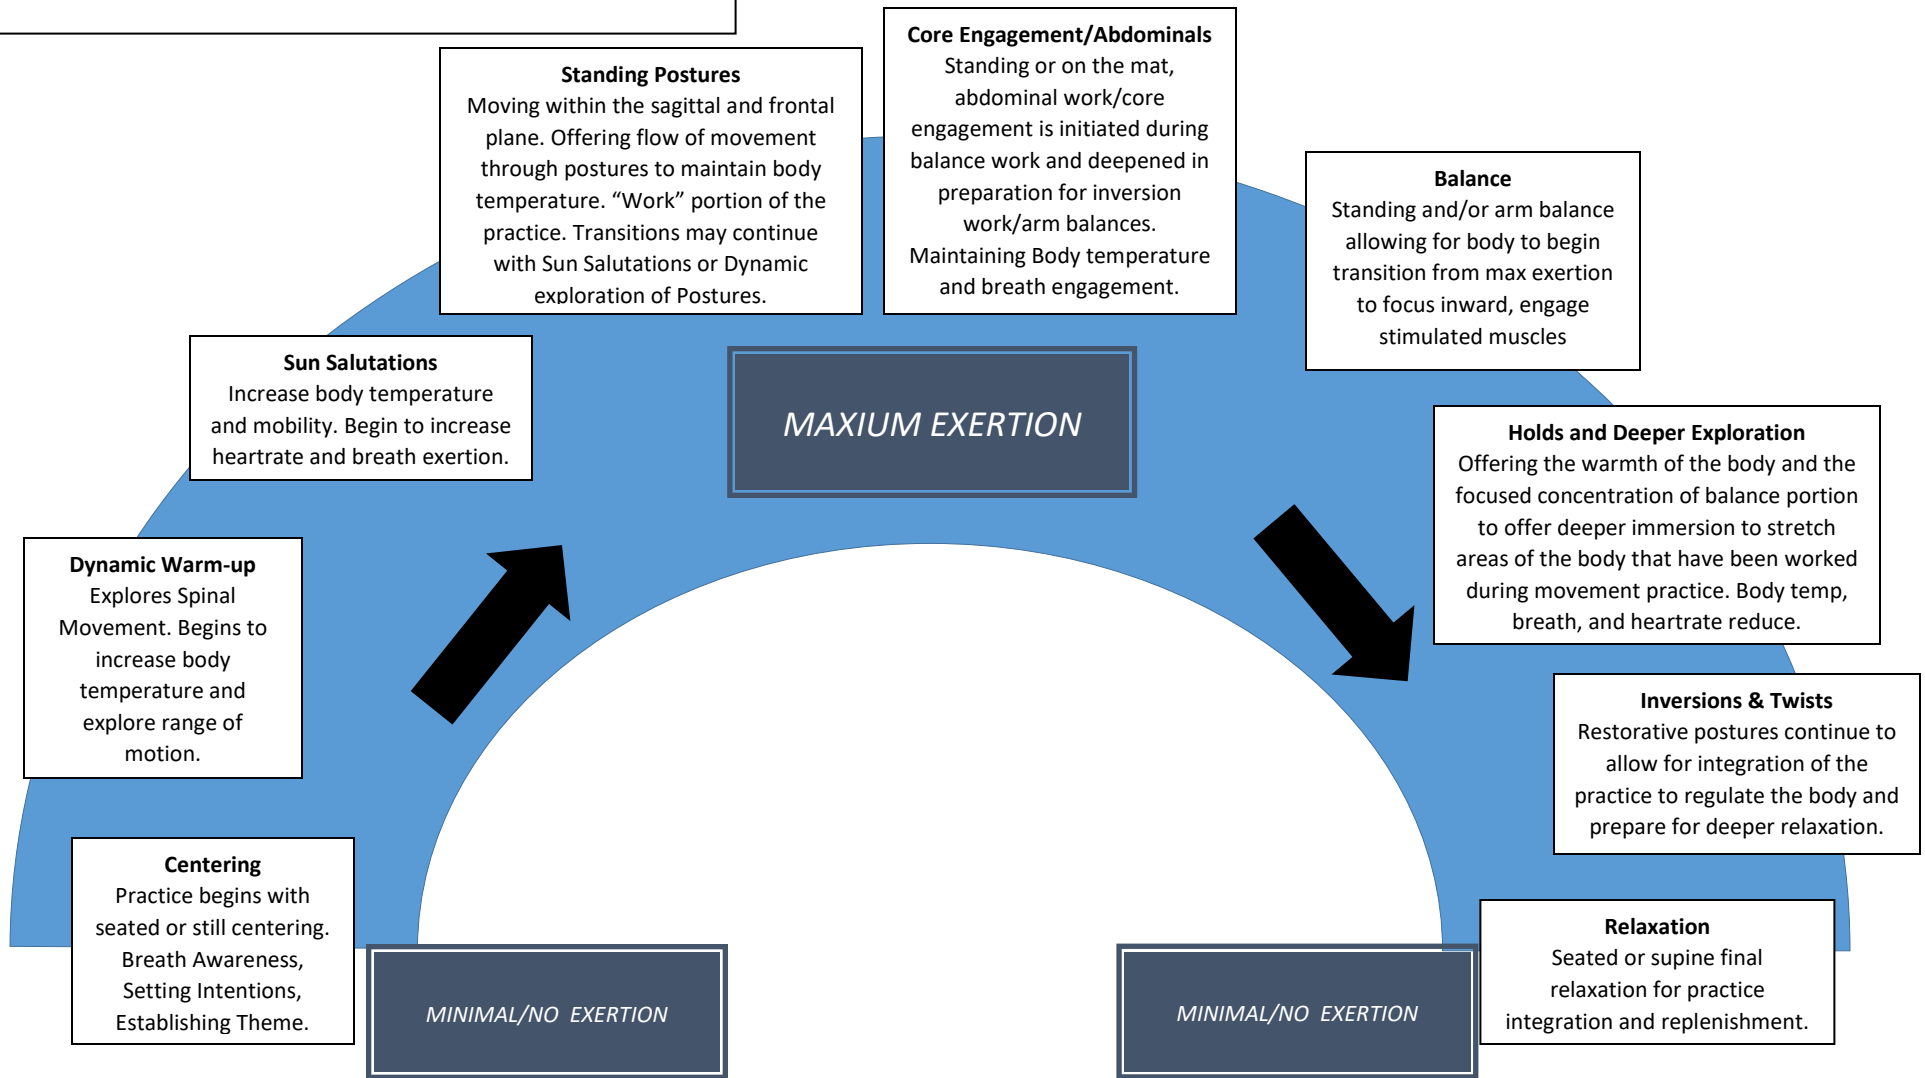 Centering
Practice begins with
seated or still centering.
Breath Awareness,
Setting Intentions,
Establishing Theme.
Dynamic Warm-up
Explores Spinal
Movement. Begins to
increase body
temperature and
explore range of
motion.
Sun Salutations
Increase body temperature
and mobility. Begin to increase
heartrate and breath exertion.
Standing Postures
Moving within the sagittal and frontal
plane. Offering flow of movement
through postures to maintain body
temperature. “Work” portion of the
practice. Transitions may continue
with Sun Salutations or Dynamic
exploration of Postures.
Core Engagement/Abdominals
Standing or on the mat,
abdominal work/core
engagement is initiated during
balance work and deepened in
preparation for inversion
work/arm balances.
Maintaining Body temperature
and breath engagement.
Balance
Standing and/or arm balance
allowing for body to begin
transition from max exertion
to focus inward, engage
stimulated muscles
Holds and Deeper Exploration
Offering the warmth of the body and the
focused concentration of balance portion
to offer deeper immersion to stretch
areas of the body that have been worked
during movement practice. Body temp,
breath, and heartrate reduce.
Inversions & Twists
Restorative postures continue to
allow for integration of the
practice to regulate the body and
prepare for deeper relaxation.
Relaxation
Seated or supine final
relaxation for practice
integration and replenishment.
MAXIUM EXERTION
MINIMAL/NO EXERTION
MINIMAL/NO EXERTION